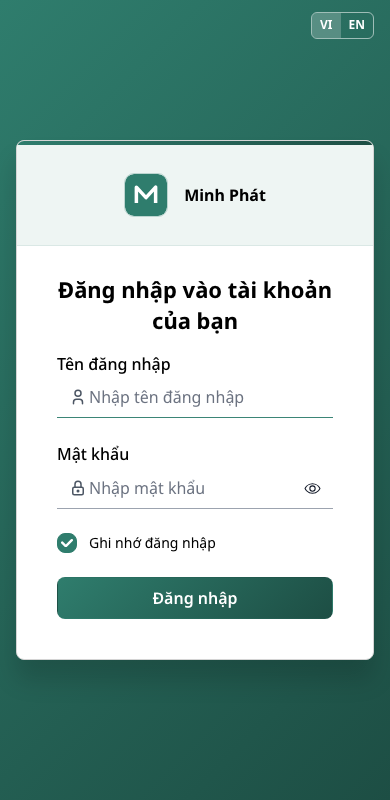 VI EN
Minh Phát
Đăng nhập vào tài khoản
của bạn
Tên đăng nhập
Nhập tên đăng nhập
Mật khẩu
Nhập mật khẩu
Ghi nhớ đăng nhập
Đăng nhập